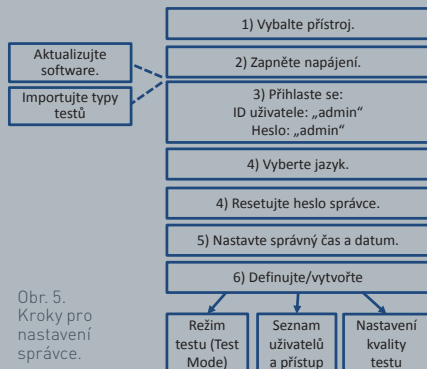 1) Vybalte přístroj.
Aktualizujte
software.
2) Zapněte napájení.
Importujte typy
testů
3) Přihlaste se:
ID uživatele: „admin“
Heslo: „admin“
4) Vyberte jazyk.
4) Resetujte heslo správce.
5) Nastavte správný čas a datum.
6) Definujte/vytvořte
Obr. 5.
Kroky pro
nastavení
správce.
Režim
testu (Test
Mode)
Seznam
uživatelů
a přístup
Nastavení
kvality
testu